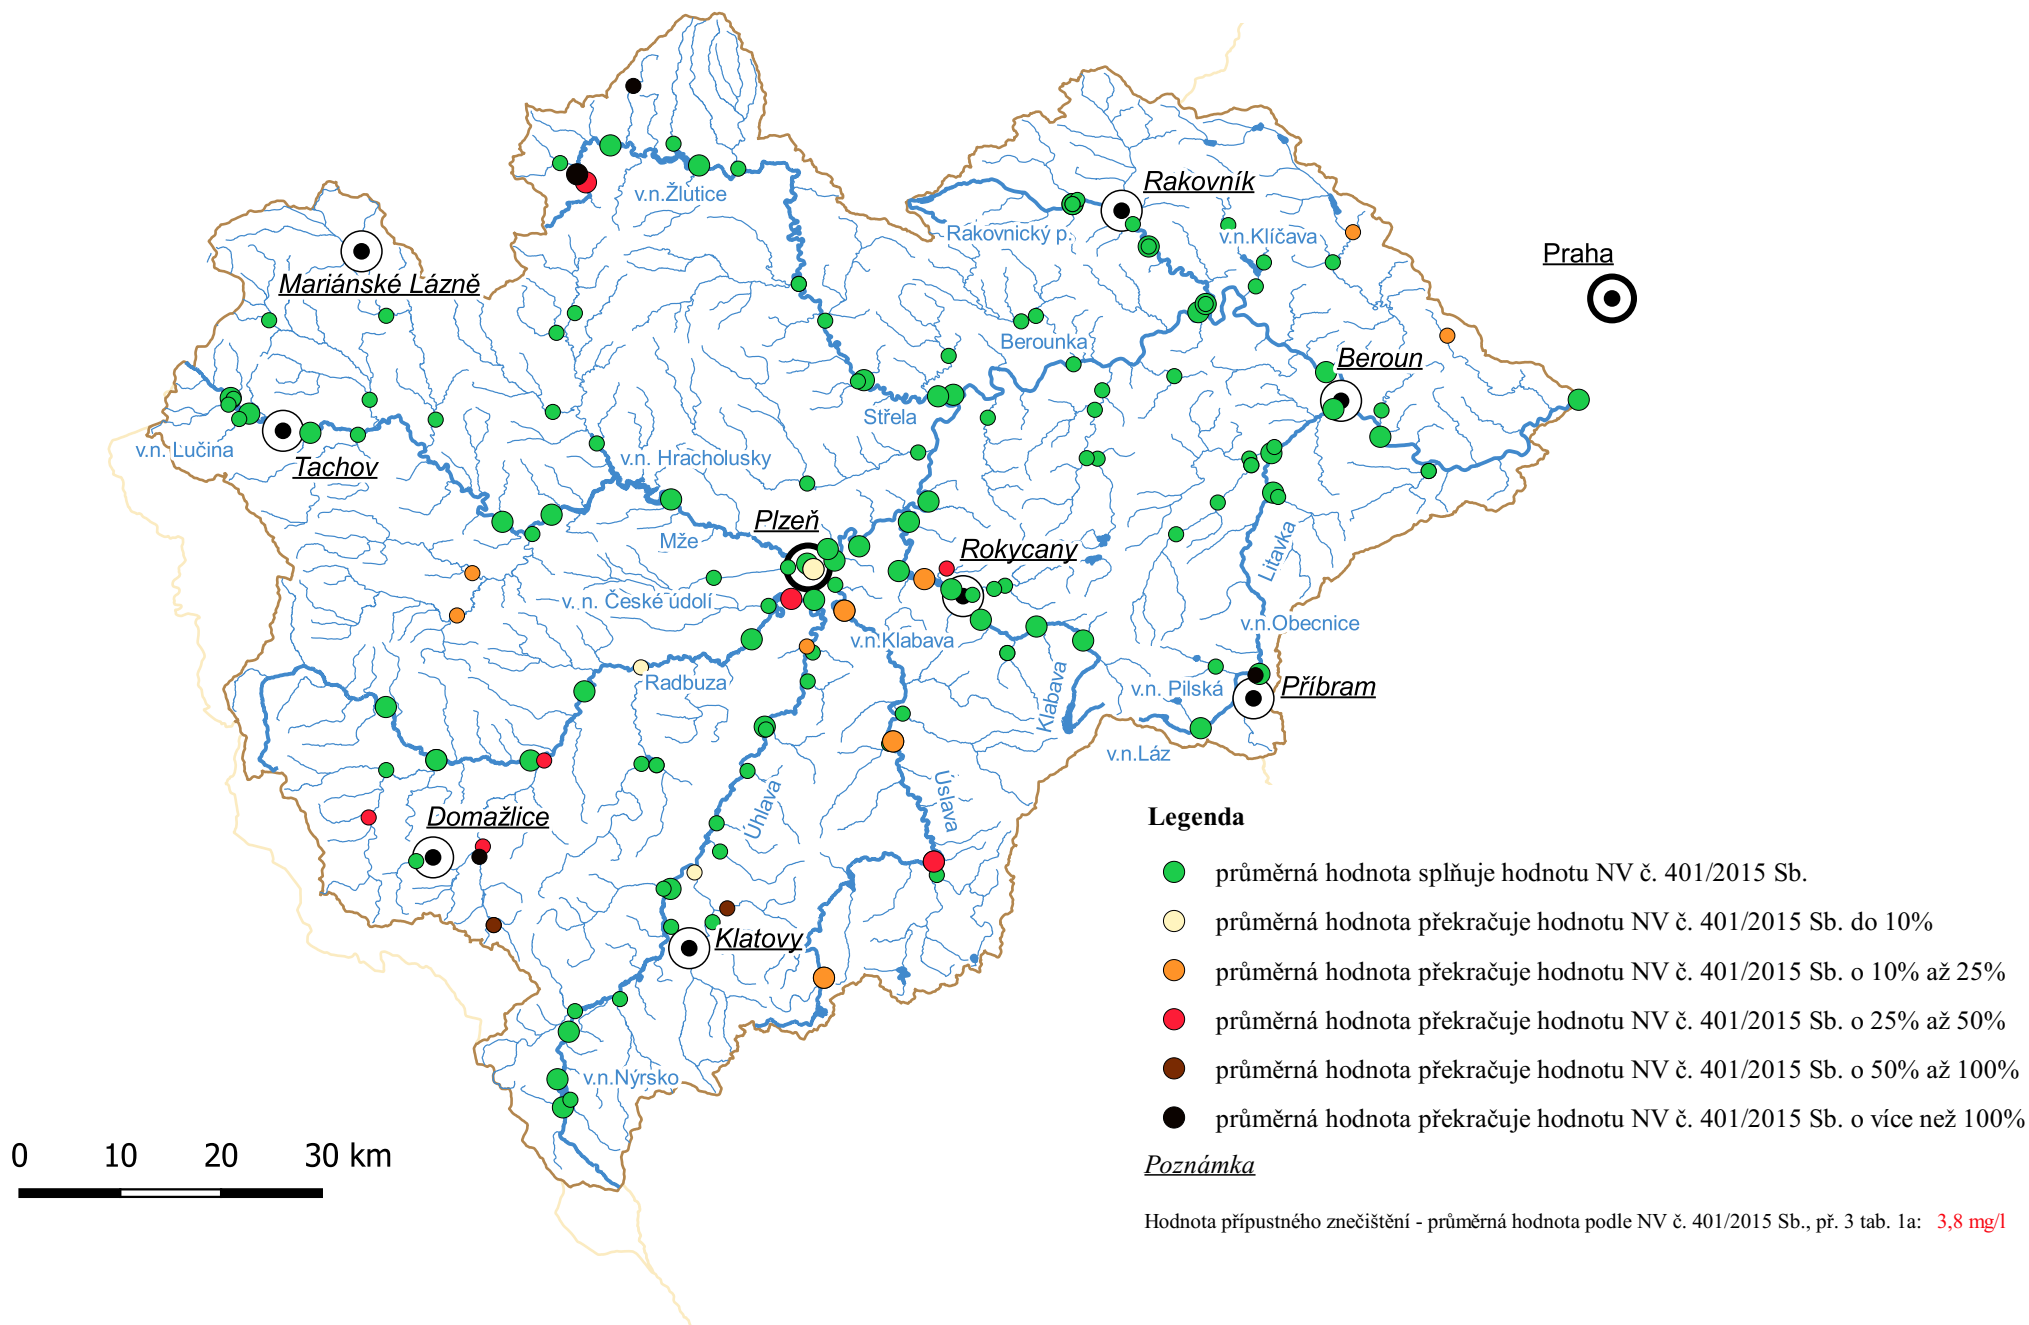 v.n.Žlutice
Rakovník
Rakovnický p.
v.n.Klíčava
Praha
Mariánské Lázně
Berounka
Beroun
Střela
v.n. Lučina
Tachov
v.n. Hracholusky
Plzeň
Mže
Rokycany
Litavka
v. n. České údolí
v.n.Klabava
v.n.Obecnice
Radbuza
Klabava
v.n. Pilská
Příbram
v.n.Láz
Úhlava
Úslava
Domažlice
Klatovy
v.n.Nýrsko
0 10 20 30 km
Legenda
průměrná hodnota splňuje hodnotu NV č. 401/2015 Sb.
průměrná hodnota překračuje hodnotu NV č. 401/2015 Sb. do 10%
průměrná hodnota překračuje hodnotu NV č. 401/2015 Sb. o 10% až 25%
průměrná hodnota překračuje hodnotu NV č. 401/2015 Sb. o 25% až 50%
průměrná hodnota překračuje hodnotu NV č. 401/2015 Sb. o 50% až 100%
průměrná hodnota překračuje hodnotu NV č. 401/2015 Sb. o více než 100%
Poznámka
Hodnota přípustného znečištění - průměrná hodnota podle NV č. 401/2015 Sb., př. 3 tab. 1a: 3,8 mg/l